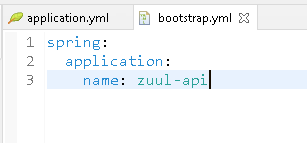 application.yml bootstrap.yml
1 spring:
2 application:
3 name: zuul-api